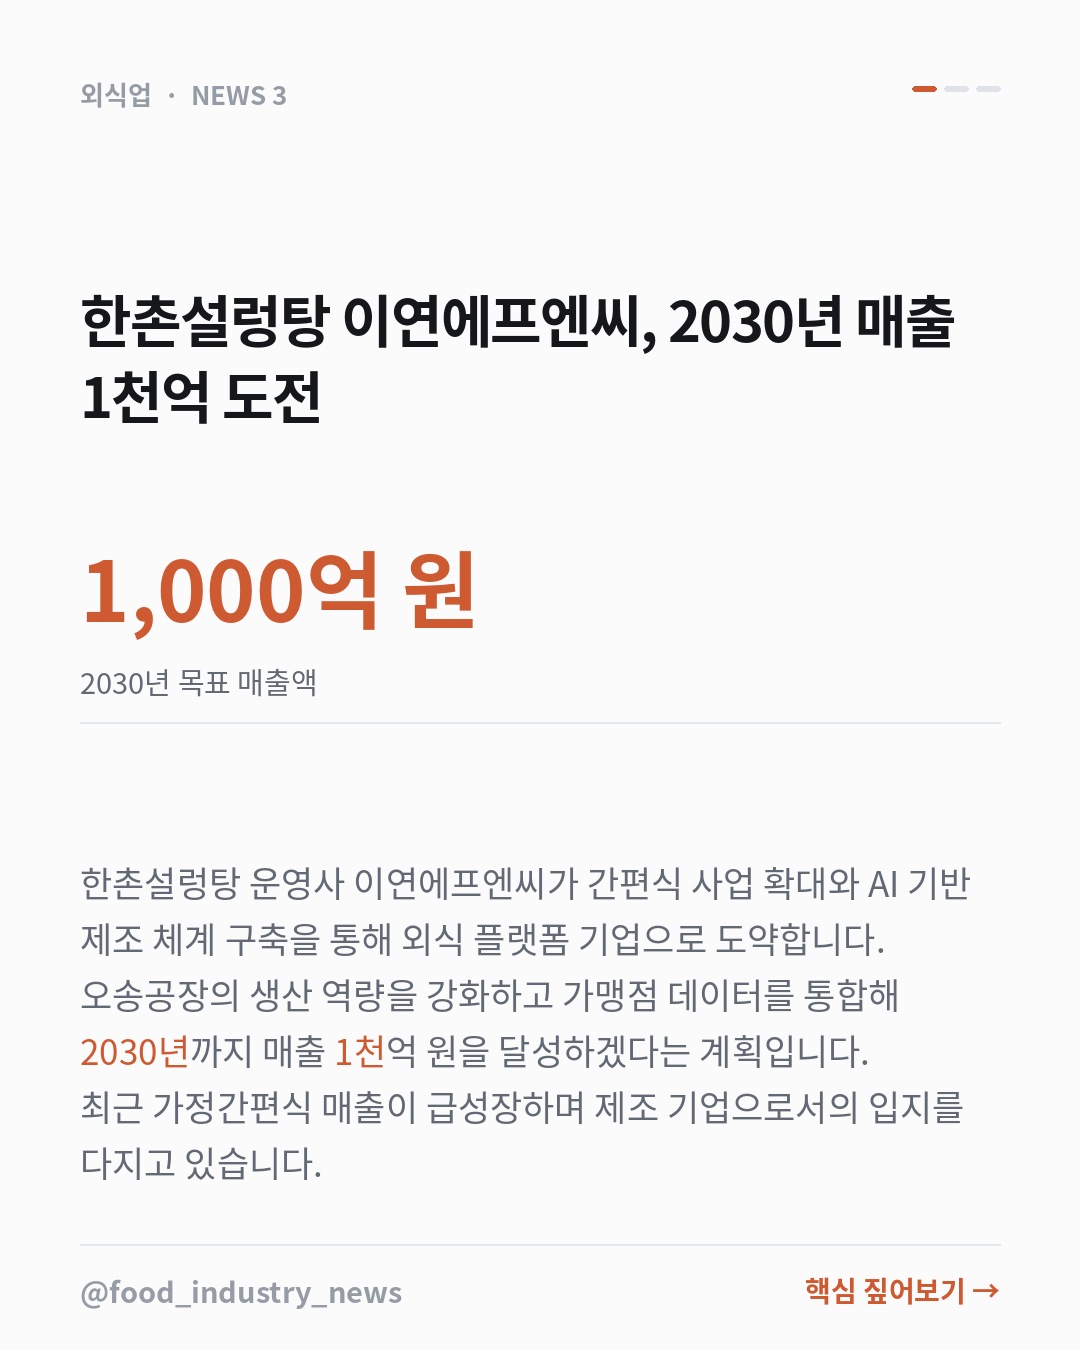 외식업 · NEWS 3
한촌설렁탕 이연에프엔씨, 2030년 매출
1천억 도전
1,000억 원
2030년 목표 매출액
한촌설렁탕 운영사 이연에프엔씨가 간편식 사업 확대와 AI 기반
제조 체계 구축을 통해 외식 플랫폼 기업으로 도약합니다.
오송공장의 생산 역량을 강화하고 가맹점 데이터를 통합해
2030년까지 매출 1천억 원을 달성하겠다는 계획입니다.
최근 가정간편식 매출이 급성장하며 제조 기업으로서의 입지를
다지고 있습니다.
@food_industry_news
핵심 짚어보기 →